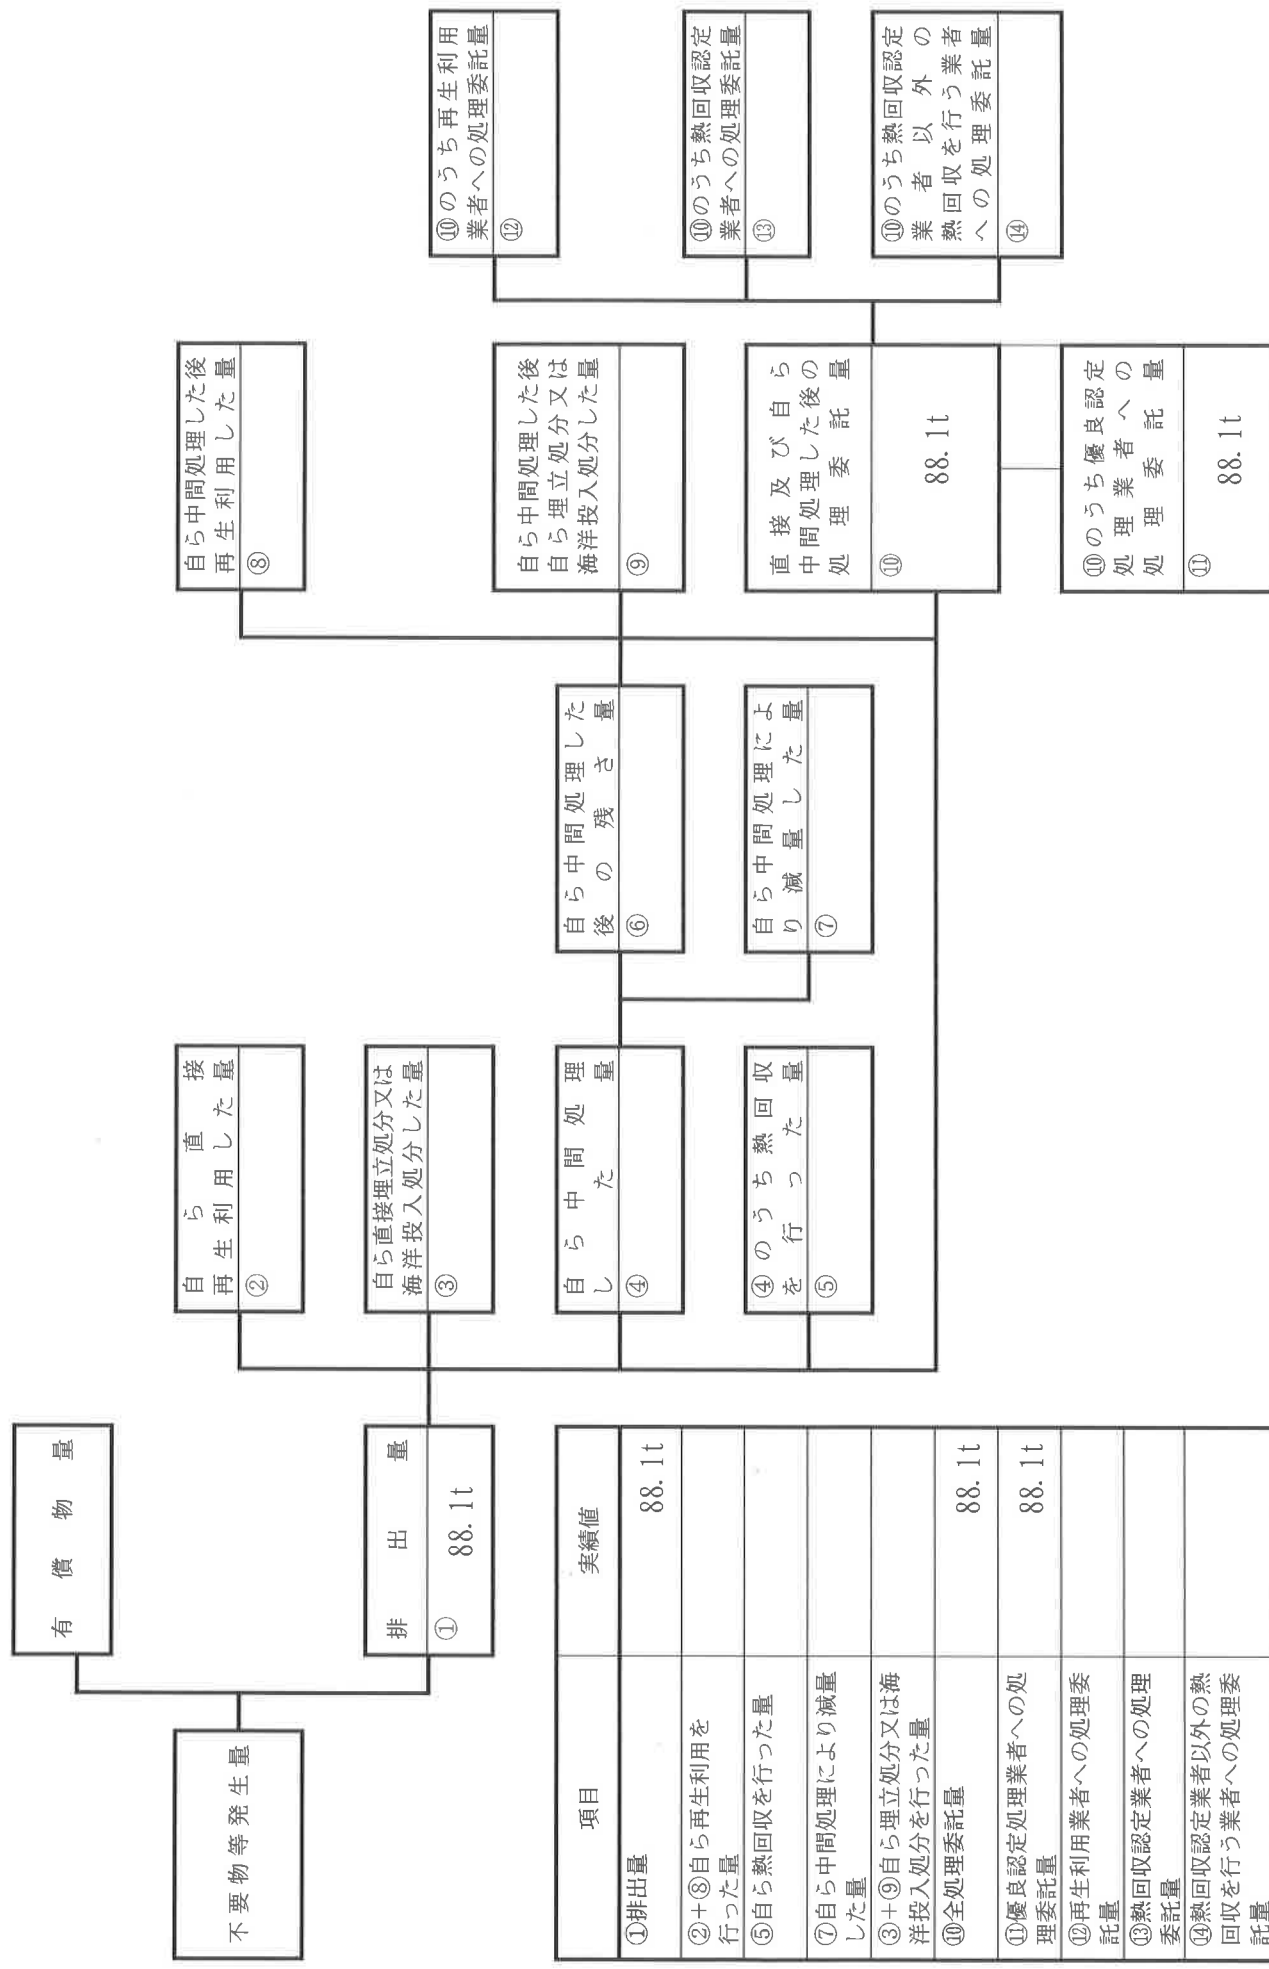 不要物等発生量
有償物量
排出量
① 88.1t
自ら直接
再生利用した量
②
自ら直接埋立処分又は
海洋投入処分した量
③
自ら中間処理
した量
④
④のうち熱回収
を行った量
⑤
自ら中間処理した
後の残さ量
⑥
自ら中間処理によ
り減量した量
⑦
自ら中間処理した後
再生利用した量
⑧
自ら中間処理した後
自ら埋立処分又は
海洋投入処分した量
⑨
直接及び自ら
中間処理した後の
処理委託量
⑩ 88.1t
⑩のうち優良認定
処理業者への
処理委託量
⑪ 88.1t
⑩のうち再生利用
業者への処理委託量
⑫
⑩のうち熱回収認定
業者への処理委託量
⑬
⑩のうち熱回収認定
業者以外の
熱回収を行う業者
への処理委託量
⑭
項目 実績値
①排出量 88.1t
②+⑧自ら再生利用を
行った量
⑤自ら熱回収を行った量
⑦自ら中間処理により減量
した量
③+⑨自ら埋立処分又は海
洋投入処分を行った量
⑩全処理委託量 88.1t
⑪優良認定処理業者への処
理委託量 88.1t
⑫再生利用業者への処理委
託量
⑬熱回収認定業者への処理
委託量
⑭熱回収認定業者以外の熱
回収を行う業者への処理委
託量